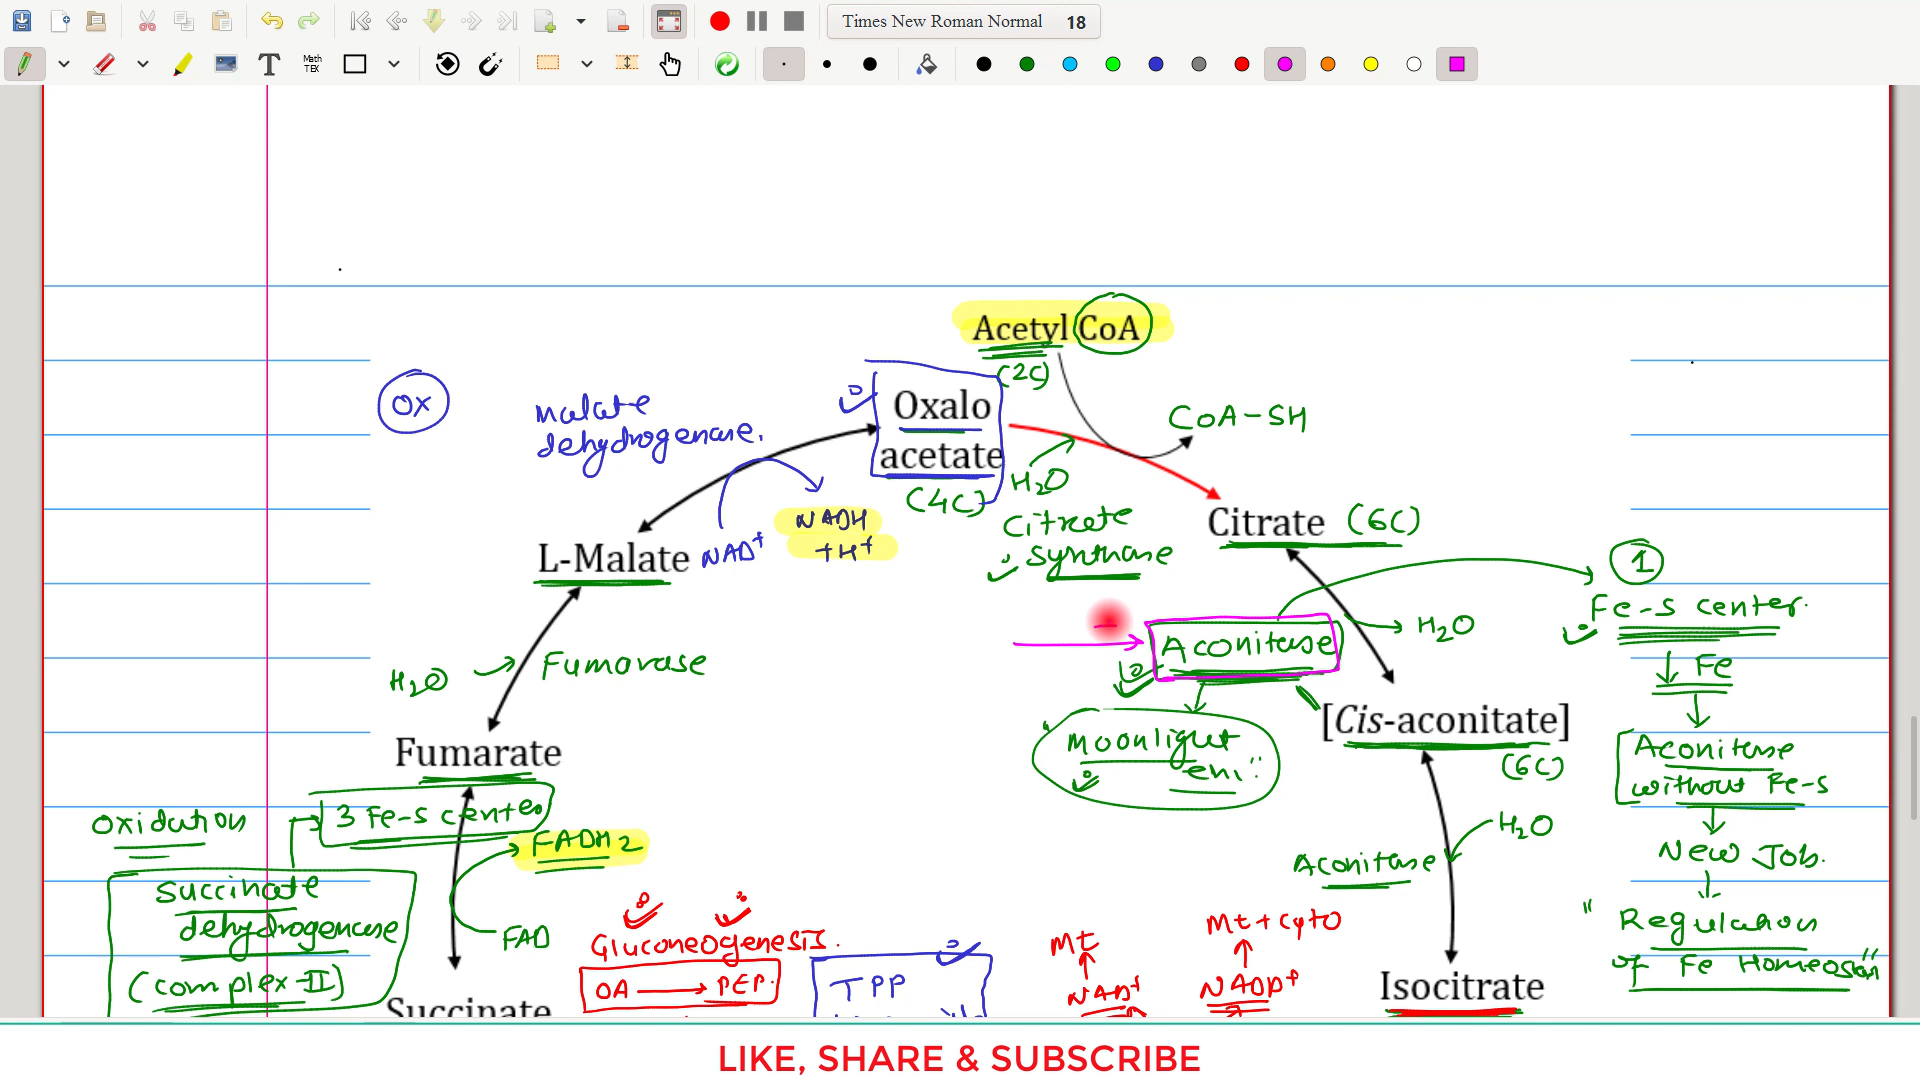 Times New Roman Normal 18
T
Math
TEX
Acetyl CoA
(2C)
OX
Malate
dehydrogenase.
Oxalo
acetate
(4C)
CoA-SH
H2O
Citrate
Synthase
Citrate (6C)
NADH
+H+
L-Malate NAD+
1
Fe-S center.
H2O
Aconitase
H2O
Fumarase
↓ Fe
[Cis-aconitate]
(6C)
"Moonlight
en2"
Aconitase
without Fe-S
Fumarate
3 Fe-S center
Oxidation
FADH2
H2O
Aconitase
New Job.
Succinate
dehydrogenase
(complex-II)
FAD
Gluconeogenesis.
OA → PEP.
TPP
Mt
NAD+
Mt + cyto
NADP+
" Regulation
of Fe Homeostasis"
Isocitrate
Succinate
LIKE, SHARE & SUBSCRIBE